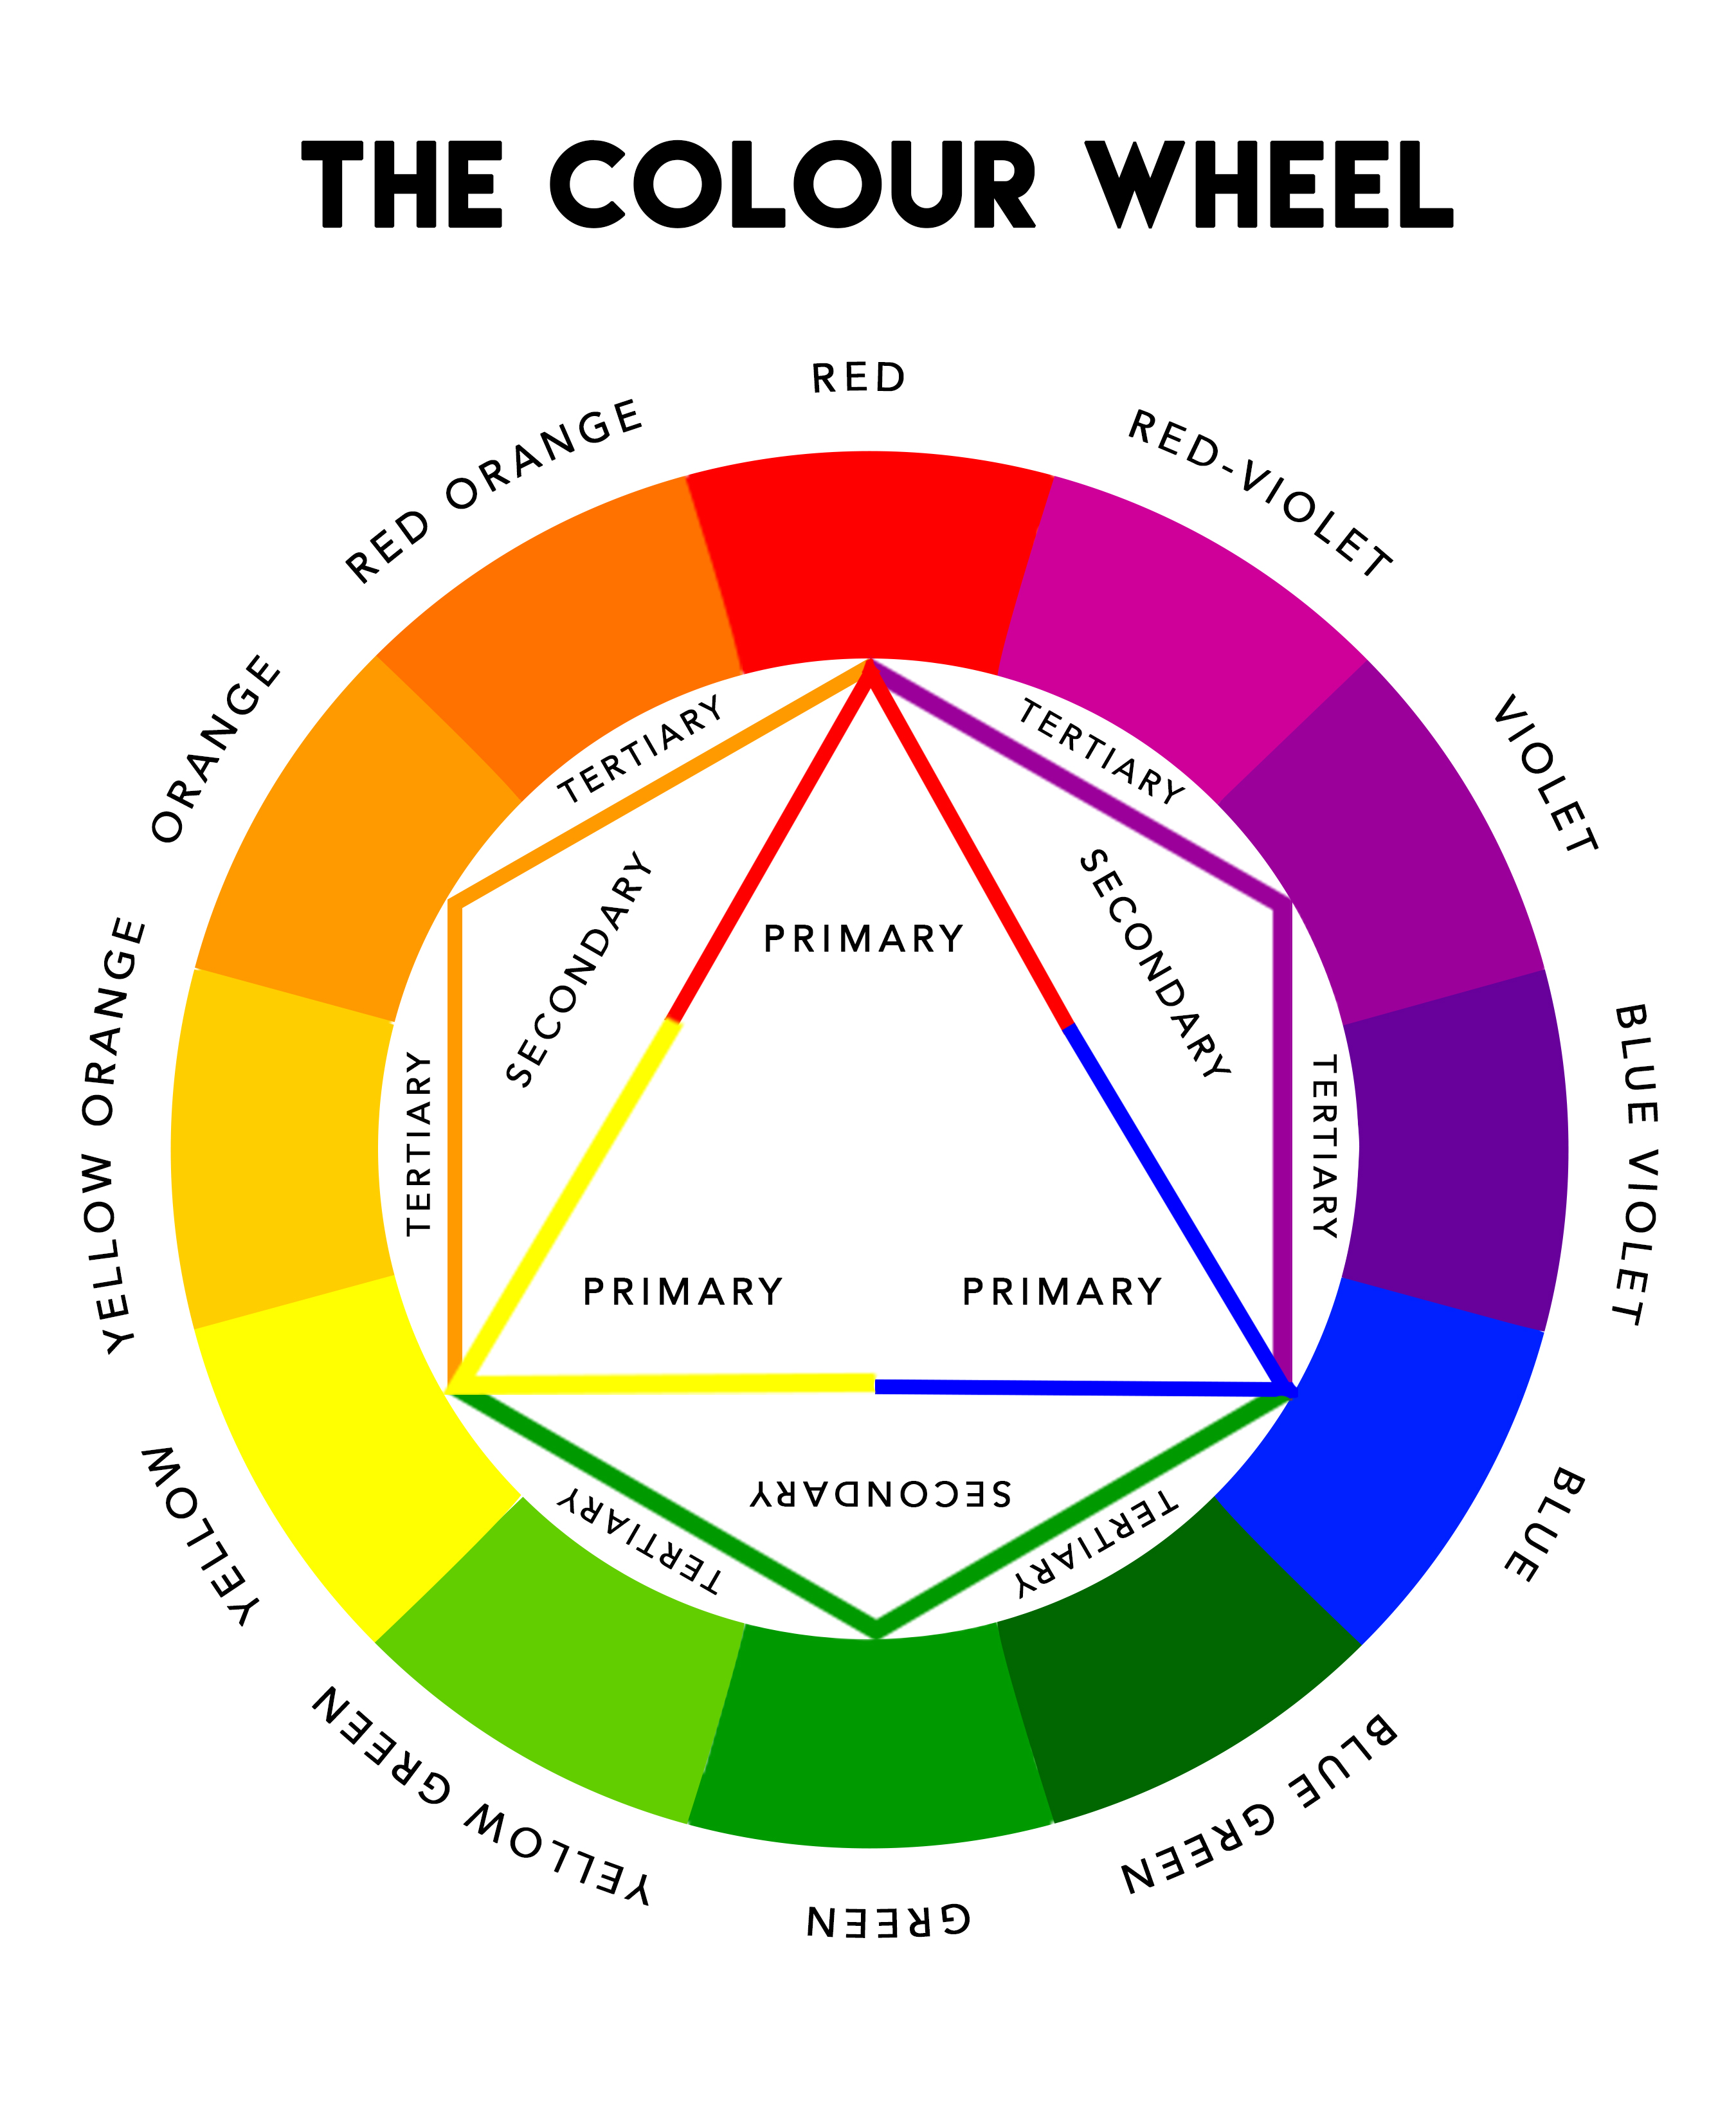 THE COLOUR WHEEL
RED
RED-VIOLET
VIOLET
BLUE VIOLET
BLUE
BLUE GREEN
GREEN
YELLOW GREEN
YELLOW
YELLOW ORANGE
ORANGE
RED ORANGE
TERTIARY
TERTIARY
TERTIARY
TERTIARY
TERTIARY
TERTIARY
SECONDARY
SECONDARY
SECONDARY
PRIMARY
PRIMARY
PRIMARY